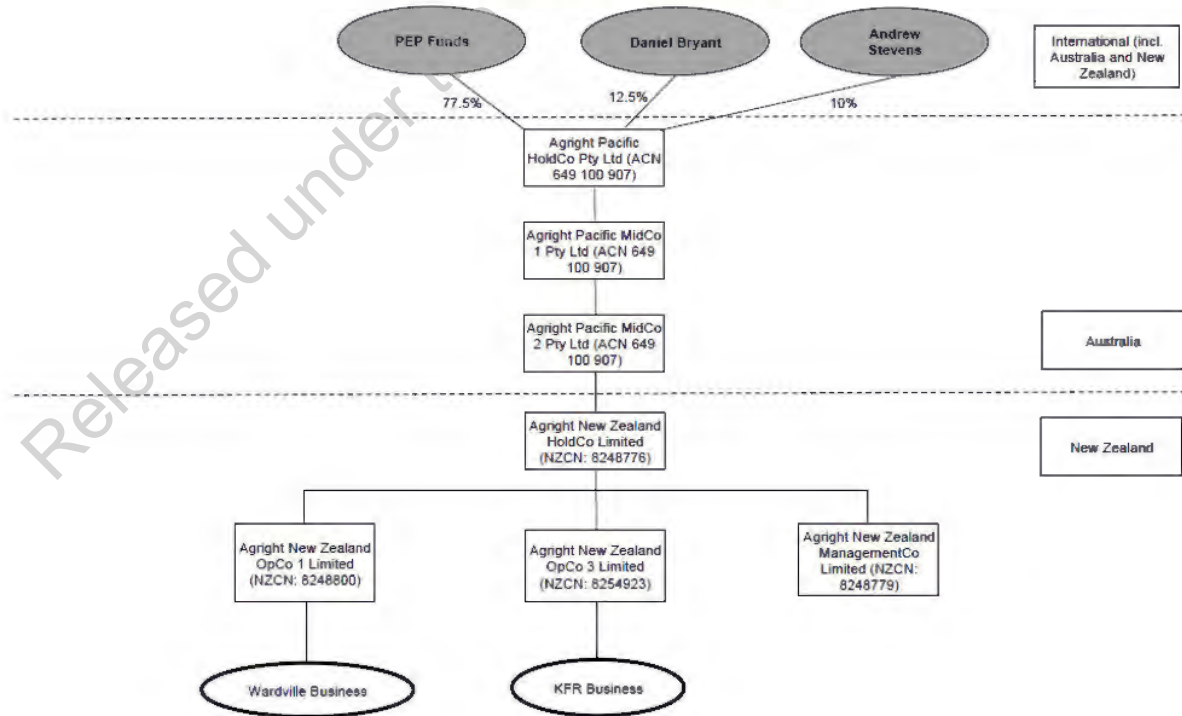 PEP Funds
Daniel Bryant
Andrew
Stevens
International (incl.
Australia and New
Zealand)
77.5%
12.5%
10%
Agright Pacific
HoldCo Pty Ltd (ACN
649 100 907)
Agright Pacific MidCo
1 Pty Ltd (ACN 649
100 907)
Agright Pacific MidCo
2 Pty Ltd (ACN 649
100 907)
Australia
Agright New Zealand
HoldCo Limited
(NZCN: 8248776)
New Zealand
Agright New Zealand
OpCo 1 Limited
(NZCN: 8248800)
Agright New Zealand
OpCo 3 Limited
(NZCN: 8254923)
Agright New Zealand
ManagementCo
Limited (NZCN:
8248779)
Wardville Business
KFR Business
Released under